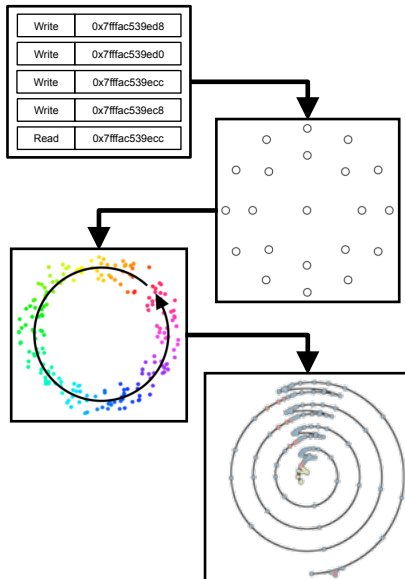 Write 0x7fffac539ed8
Write 0x7fffac539ed0
Write 0x7fffac539ecc
Write 0x7fffac539ec8
Read 0x7fffac539ecc